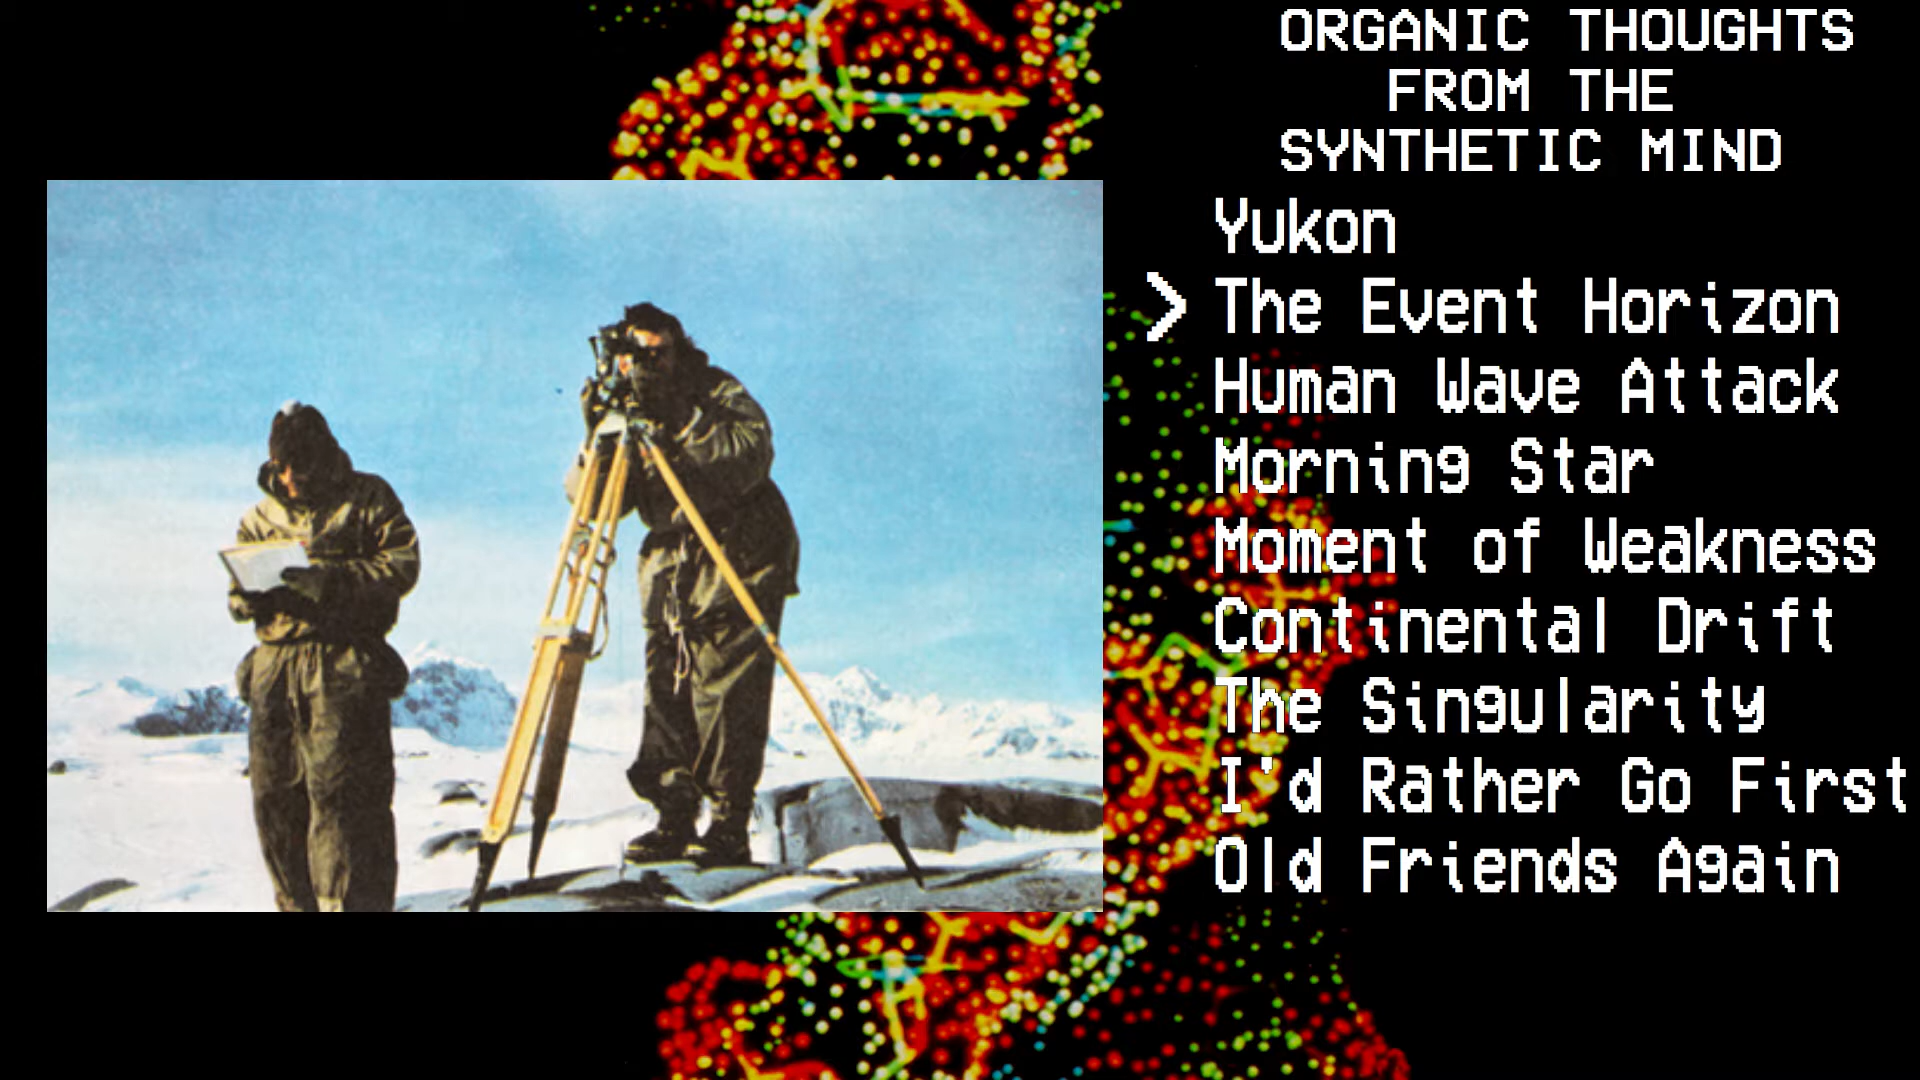 ORGANIC THOUGHTS
FROM THE
SYNTHETIC MIND
Yukon
> The Event Horizon
Human Wave Attack
Morning Star
Moment of Weakness
Continental Drift
The Singularity
I'd Rather Go First
Old Friends Again